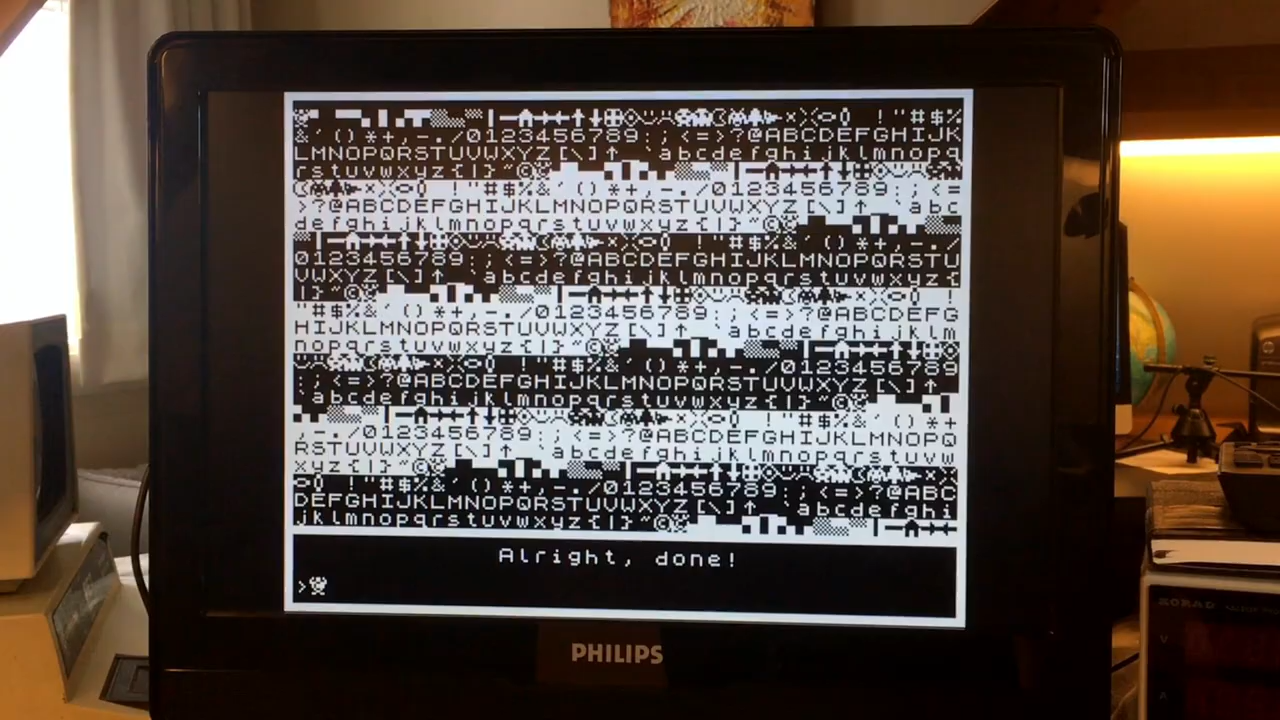 ! "#$%
&'()*+,-./0123456789:;<=>?@ABCDEFGHIJK
LMNOPQRSTUVWXYZ[\]↑ `abcdefghijklmnopq
rstuvwxyz{|}~©
! "#$%&'()*+,-./0123456789:;<=
>?@ABCDEFGHIJKLMNOPQRSTUVWXYZ[\]↑ `abc
defghijklmnopqrstuvwxyz{|}~©
! "#$%&'()*+,-./
0123456789:;<=>?@ABCDEFGHIJKLMNOPQRSTU
VWXYZ[\]↑ `abcdefghijklmnopqrstuvwxyz{
|}~© !
"#$%&'()*+,-./0123456789:;<=>?@ABCDEFG
HIJKLMNOPQRSTUVWXYZ[\]↑ `abcdefghijklm
nopqrstuvwxyz{|}~©
! "#$%&'()*+,-./0123456789
:;<=>?@ABCDEFGHIJKLMNOPQRSTUVWXYZ[\]↑
`abcdefghijklmnopqrstuvwxyz{|}~©
! "#$%&'()*+
,-./0123456789:;<=>?@ABCDEFGHIJKLMNOPQ
RSTUVWXYZ[\]↑ `abcdefghijklmnopqrstuvw
xyz{|}~©
! "#$%&'()*+,-./0123456789:;<=>?@ABC
DEFGHIJKLMNOPQRSTUVWXYZ[\]↑ `abcdefghi
jklmnopqrstuvwxyz{|}~©
Alright, done!
>
PHILIPS
KORAD
V
A